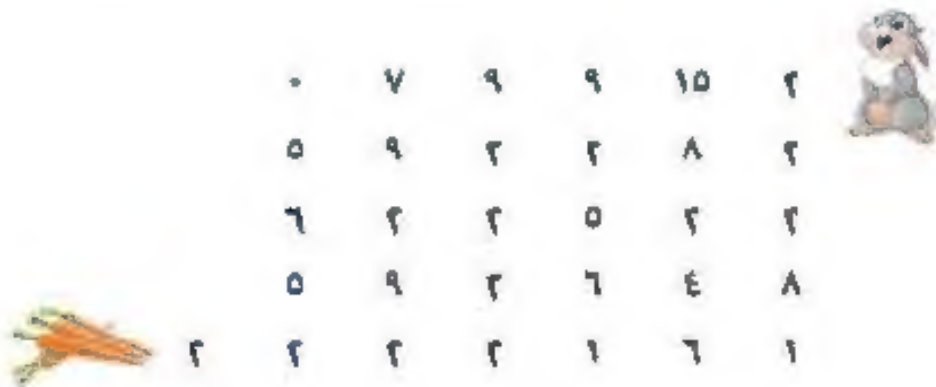 ٠ ٧ ٩ ٩ ١٥ ٢
٥ ٩ ٢ ٢ ٨ ٢
٦ ٢ ٢ ٥ ٢ ٢
٥ ٩ ٢ ٦ ٤ ٨
٢ ٢ ٢ ٢ ١ ٦ ١